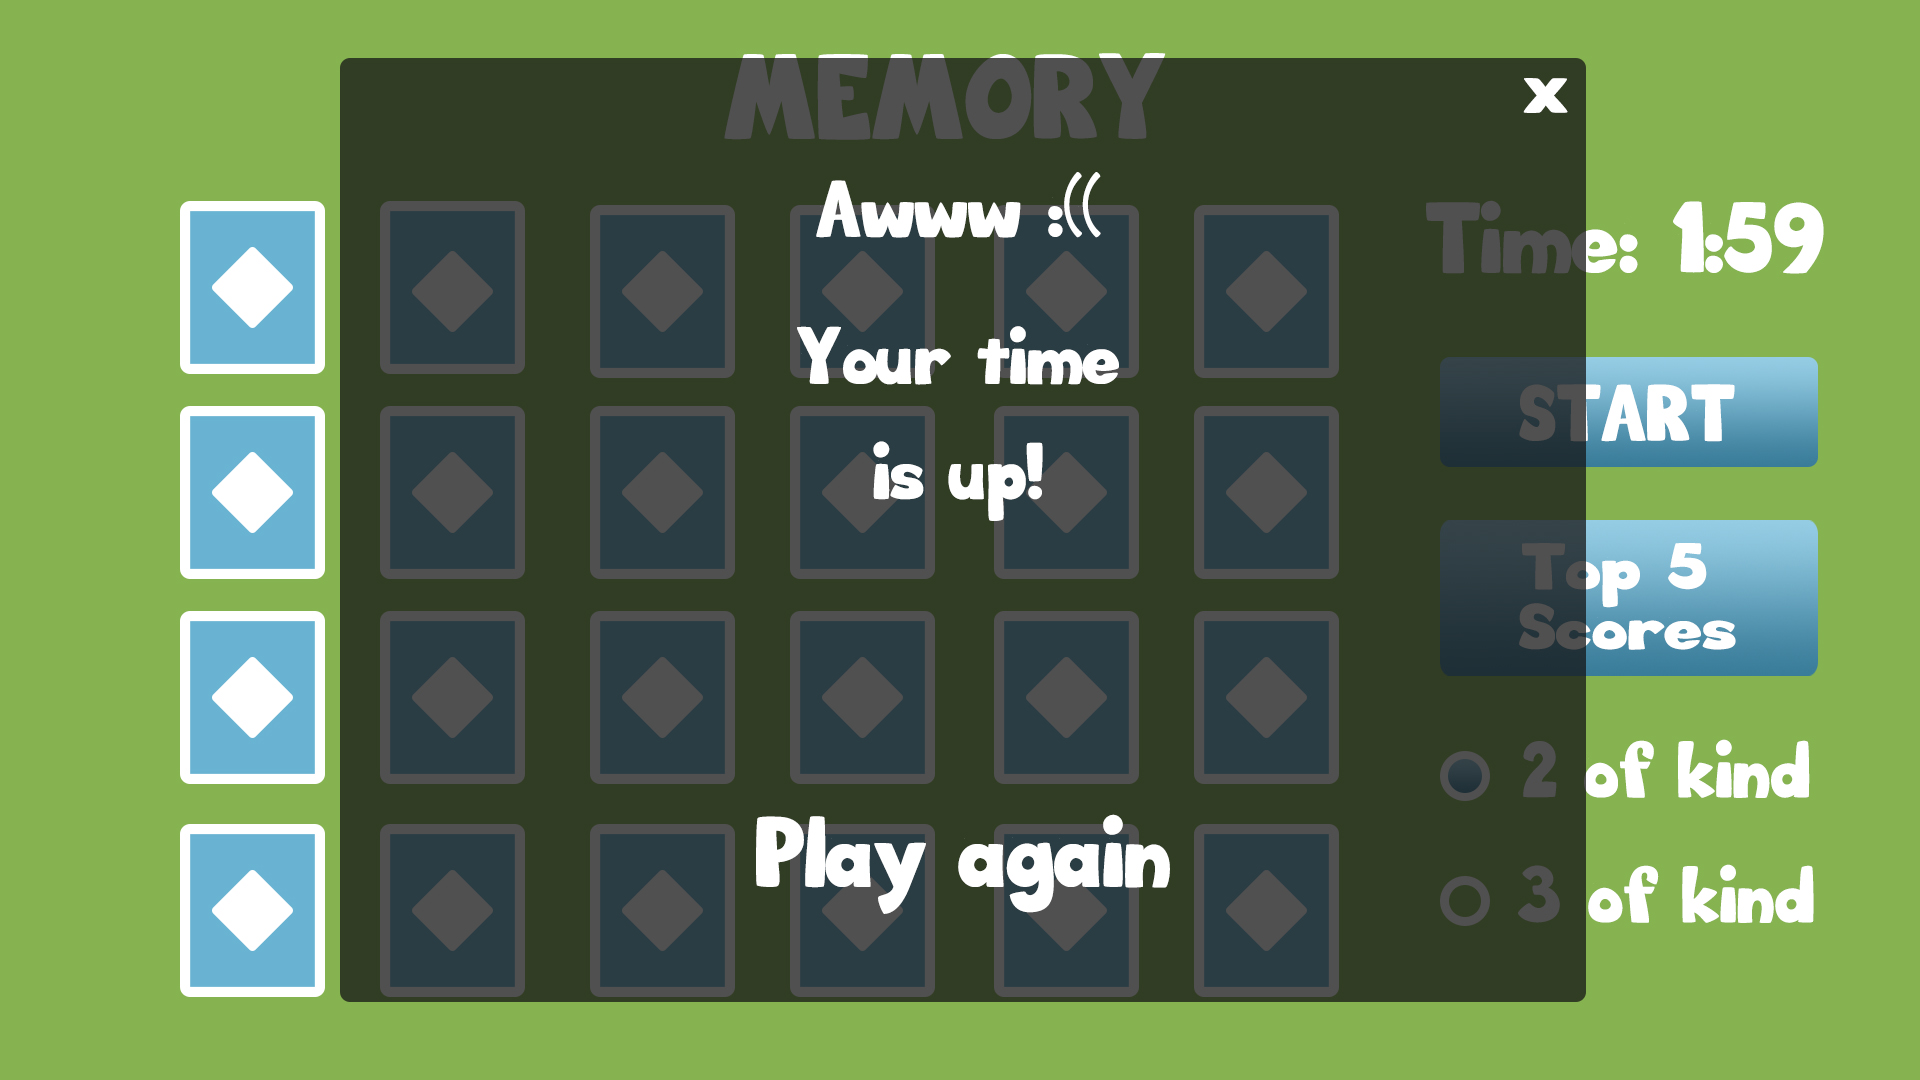 MEMORY
x
Awww :((
Time: 1:59
Your time
is up!
START
Top 5
Scores
2 of kind
Play again
3 of kind